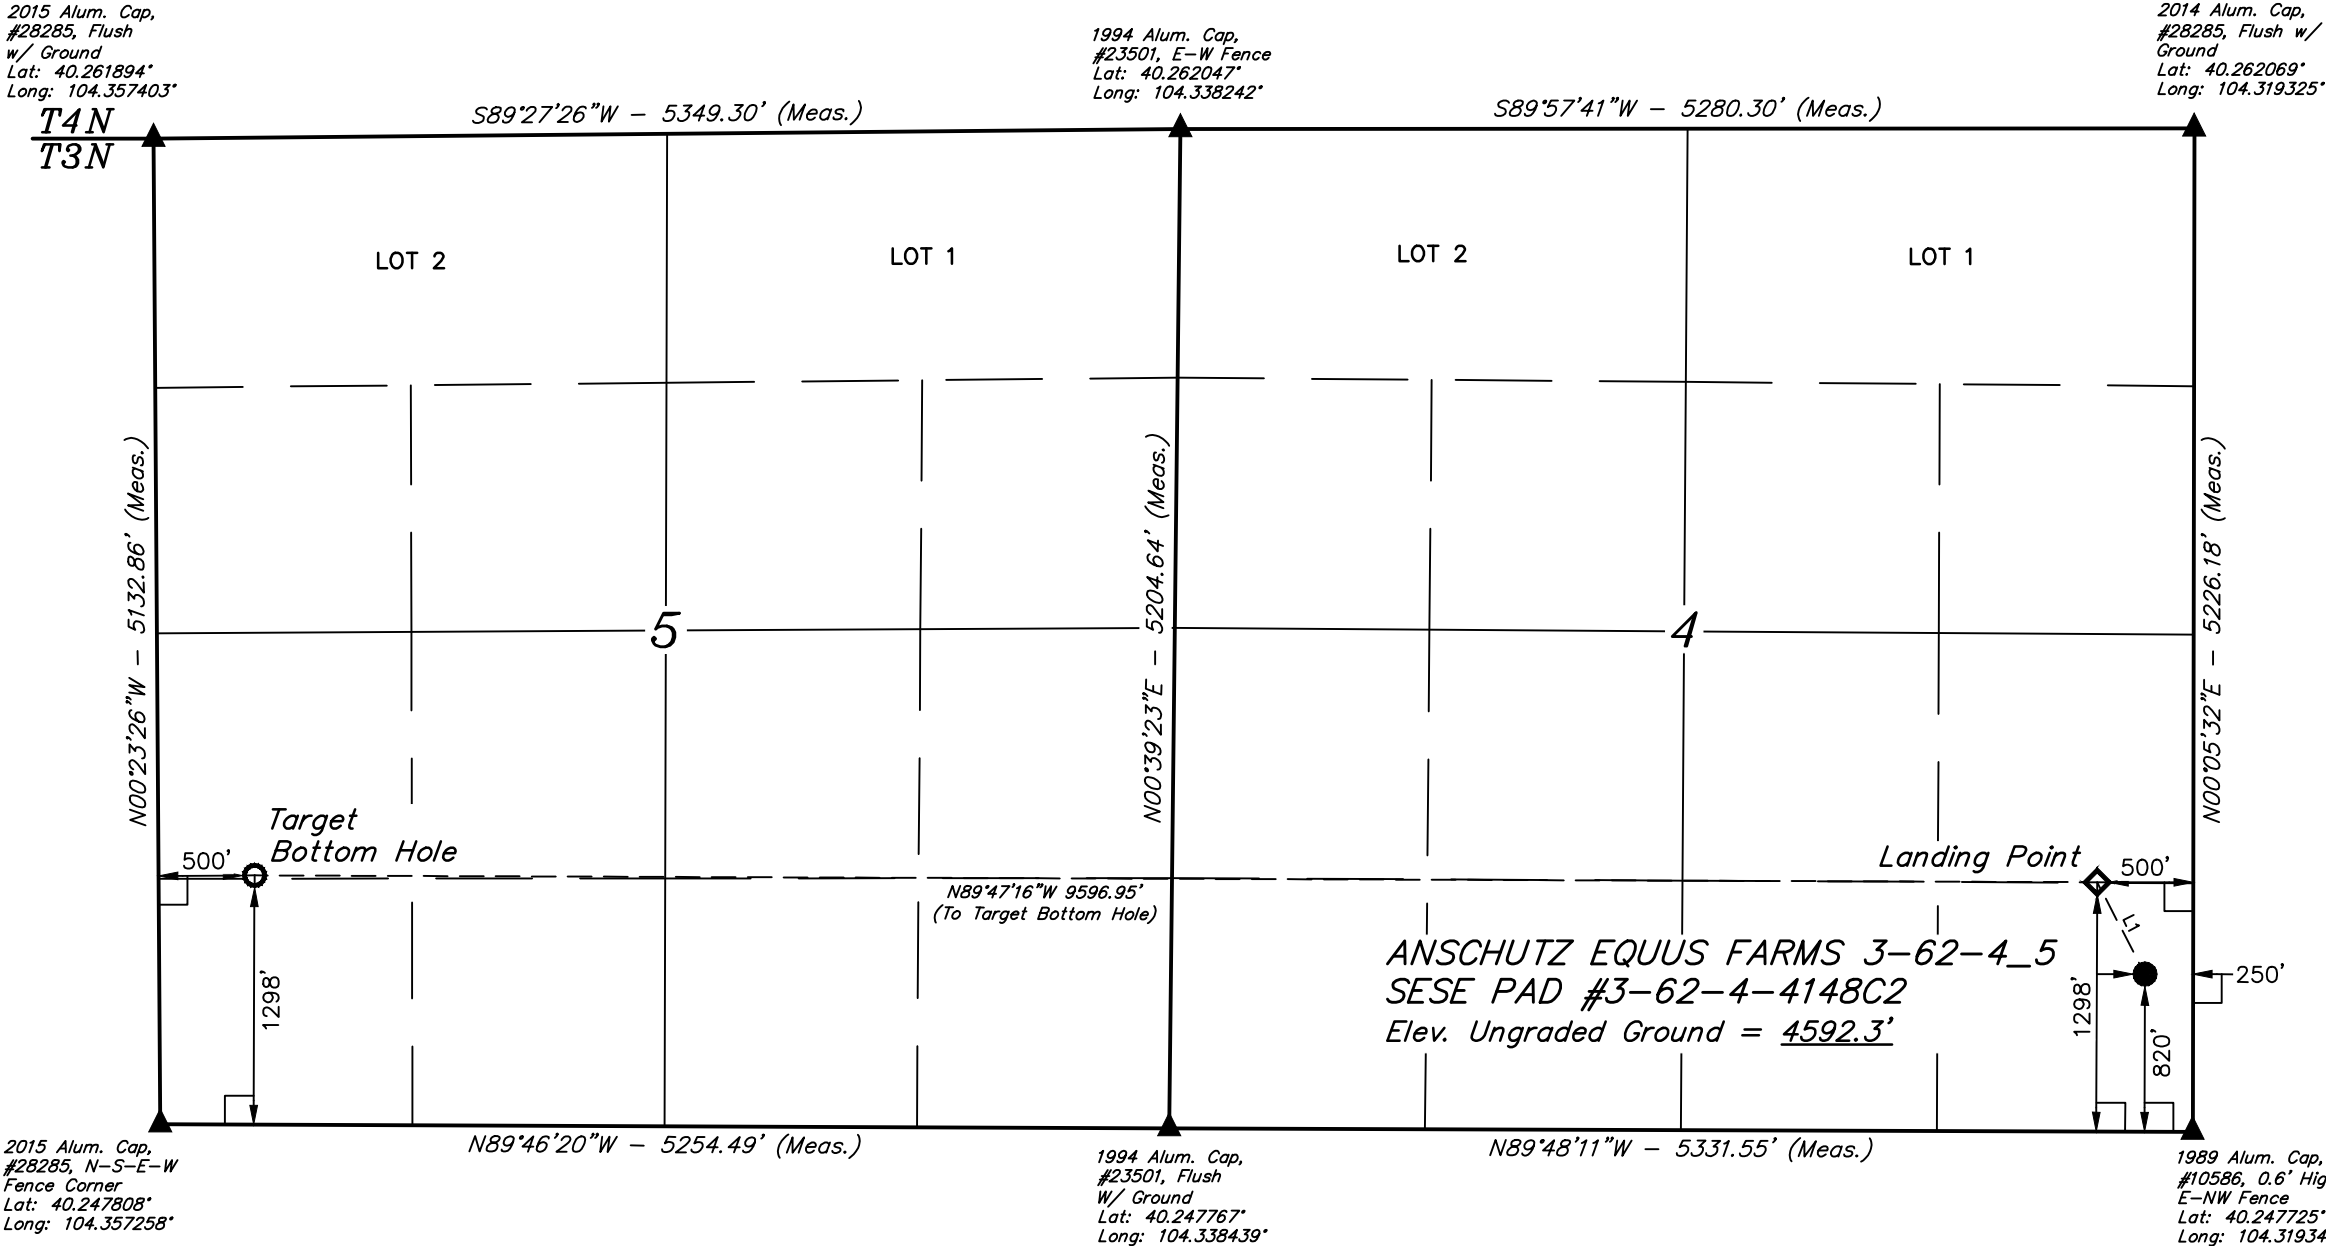 2015 Alum. Cap,
#28285, Flush
w/ Ground
Lat: 40.261894°
Long: 104.357403°
1994 Alum. Cap,
#23501, E-W Fence
Lat: 40.262047°
Long: 104.338242°
2014 Alum. Cap,
#28285, Flush w/
Ground
Lat: 40.262069°
Long: 104.319325°
T4N
T3N
S89°27'26"W - 5349.30' (Meas.)
S89°57'41"W - 5280.30' (Meas.)
LOT 2
LOT 1
LOT 2
LOT 1
N00°23'26"W - 5132.86' (Meas.)
N00°39'23"E - 5204.64' (Meas.)
N00°05'32"E - 5226.18' (Meas.)
5
4
Target
Bottom Hole
500'
1298'
N89°47'16"W 9596.95'
(To Target Bottom Hole)
Landing Point
500'
L1
ANSCHUTZ EQUUS FARMS 3-62-4_5
SESE PAD #3-62-4-4148C2
Elev. Ungraded Ground = 4592.3'
250'
1298'
820'
N89°46'20"W - 5254.49' (Meas.)
N89°48'11"W - 5331.55' (Meas.)
2015 Alum. Cap,
#28285, N-S-E-W
Fence Corner
Lat: 40.247808°
Long: 104.357258°
1994 Alum. Cap,
#23501, Flush
W/ Ground
Lat: 40.247767°
Long: 104.338439°
1989 Alum. Cap,
#10586, 0.6' Hig
E-NW Fence
Lat: 40.247725°
Long: 104.31934